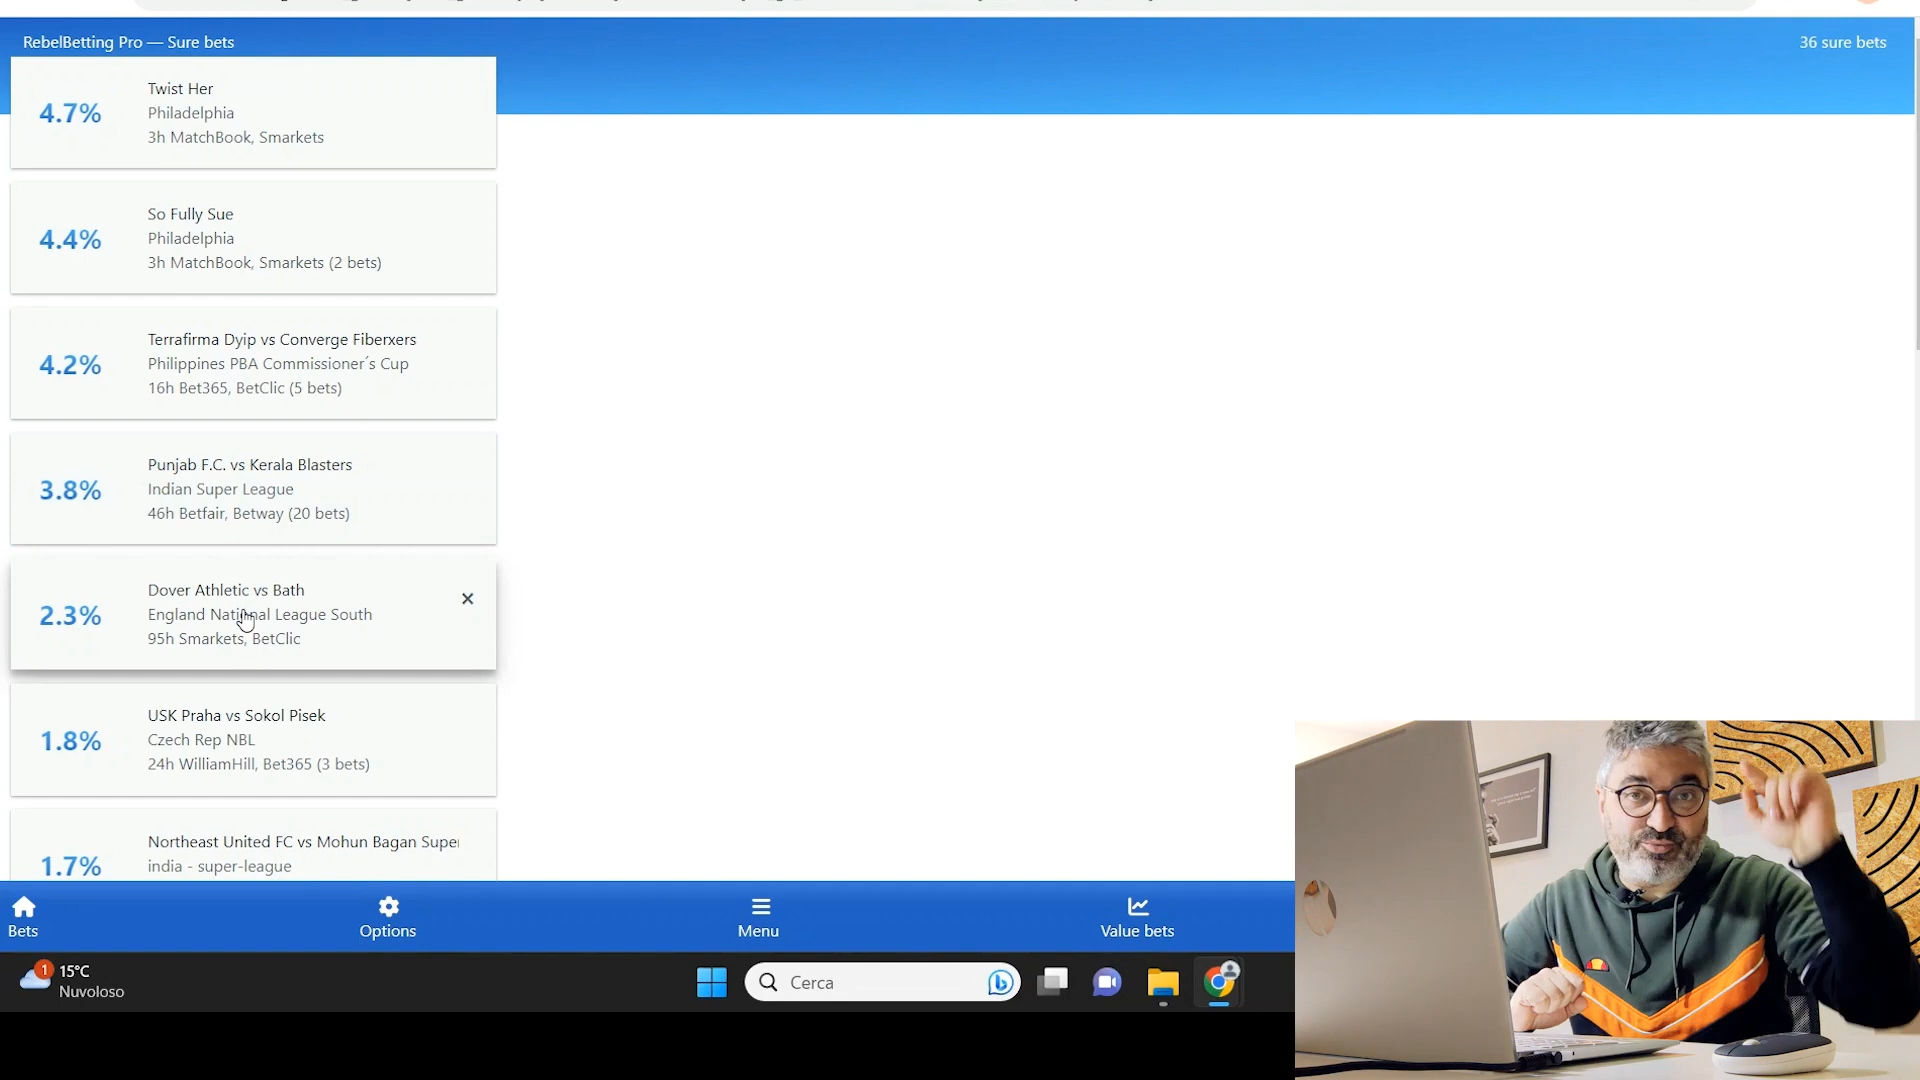 RebelBetting Pro — Sure bets
36 sure bets
4.7%
Twist Her
Philadelphia
3h MatchBook, Smarkets
4.4%
So Fully Sue
Philadelphia
3h MatchBook, Smarkets (2 bets)
4.2%
Terrafirma Dyip vs Converge Fiberxers
Philippines PBA Commissioner´s Cup
16h Bet365, BetClic (5 bets)
3.8%
Punjab F.C. vs Kerala Blasters
Indian Super League
46h Betfair, Betway (20 bets)
2.3%
Dover Athletic vs Bath
England National League South
95h Smarkets, BetClic
1.8%
USK Praha vs Sokol Pisek
Czech Rep NBL
24h WilliamHill, Bet365 (3 bets)
1.7%
Northeast United FC vs Mohun Bagan Super
india - super-league
Bets
Options
Menu
Value bets
1
15°C
Nuvoloso
Cerca